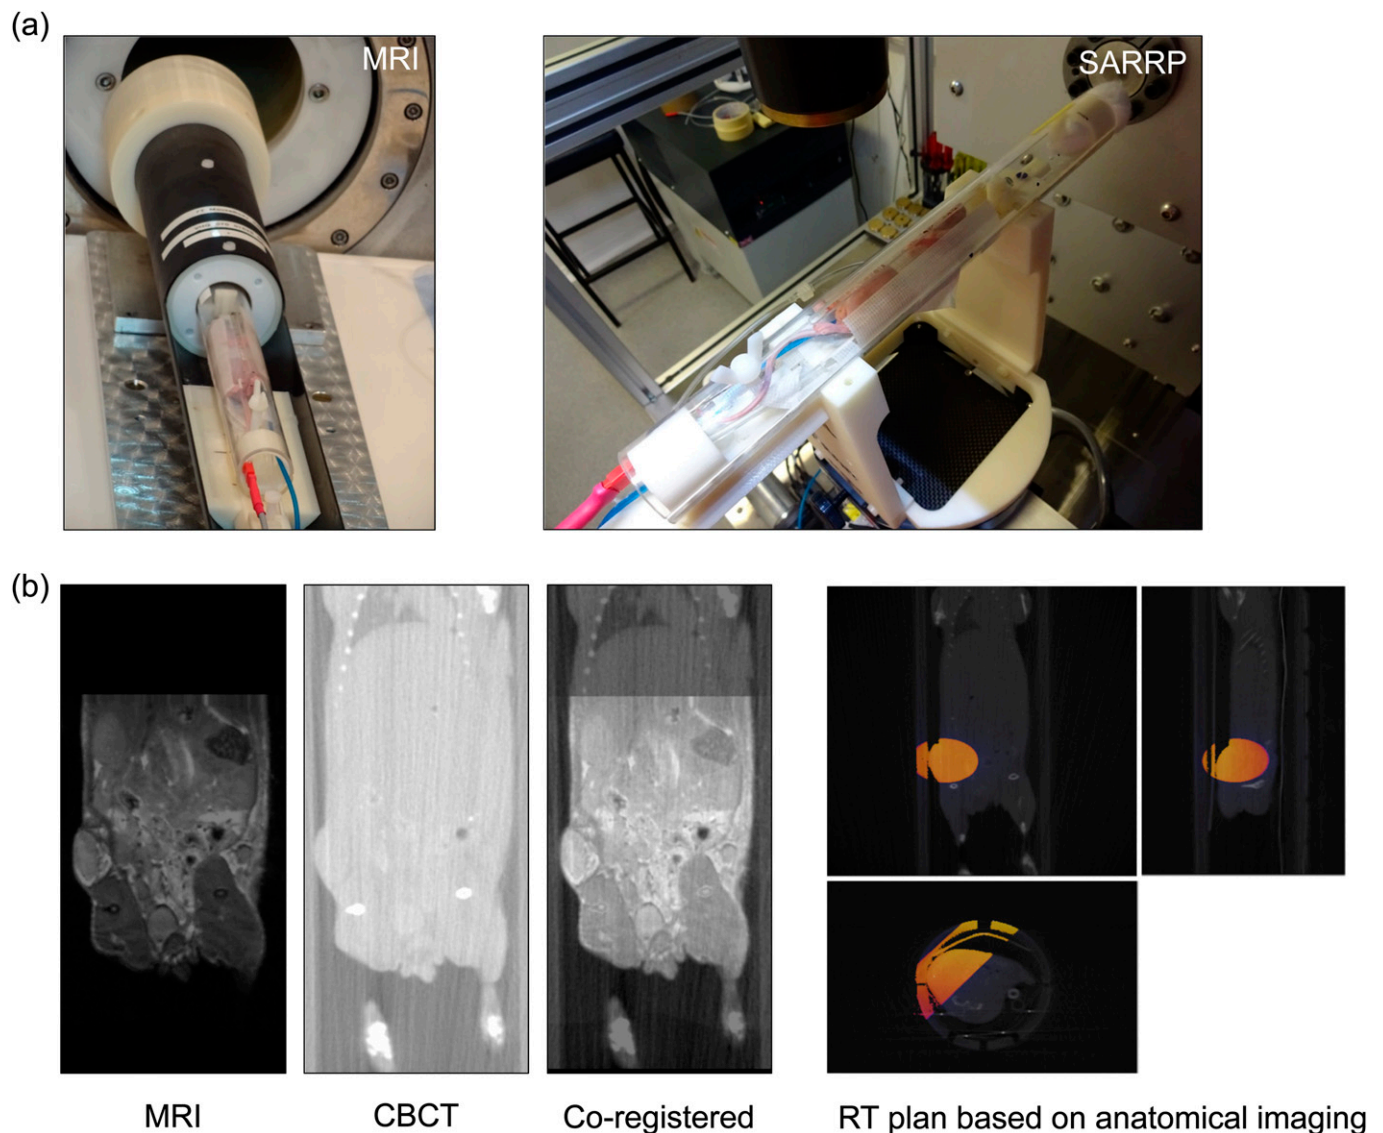 (a)
MRI
SARRP
(b)
MRI
CBCT
Co-registered
RT plan based on anatomical imaging